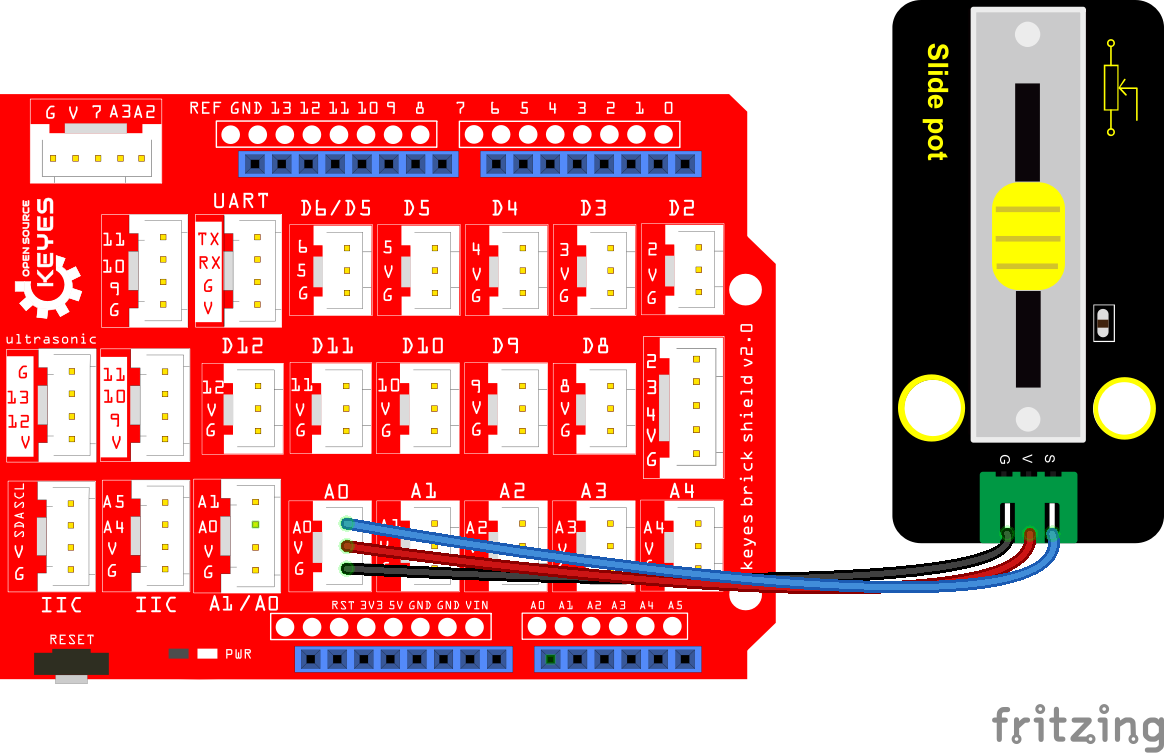 G V 7 A3A2
REF GND 13 12 11 10 9 8 7 6 5 4 3 2 1 0
OPEN SOURCE
KEYES
11
10
9
G
UART
TX
RX
G
V
D6/D5
6
5
G
D5
5
V
G
D4
4
V
G
D3
3
V
G
D2
2
V
G
ultrasonic
G
13
12
V
11
10
9
V
D12
12
V
G
D11
11
V
G
D10
10
V
G
D9
9
V
G
D8
8
V
G
2
3
4
V
G
keyes brick shield v2.0
SCL
SDA
V
G
IIC
A5
A4
V
G
IIC
A1
A0
V
G
A1/A0
A0
A0
V
G
A1
A1
A2
A2
A3
A3
A4
A4
RST 3V3 5V GND GND VIN
A0 A1 A2 A3 A4 A5
RESET
PWR
Slide pot
G V S
fritzing